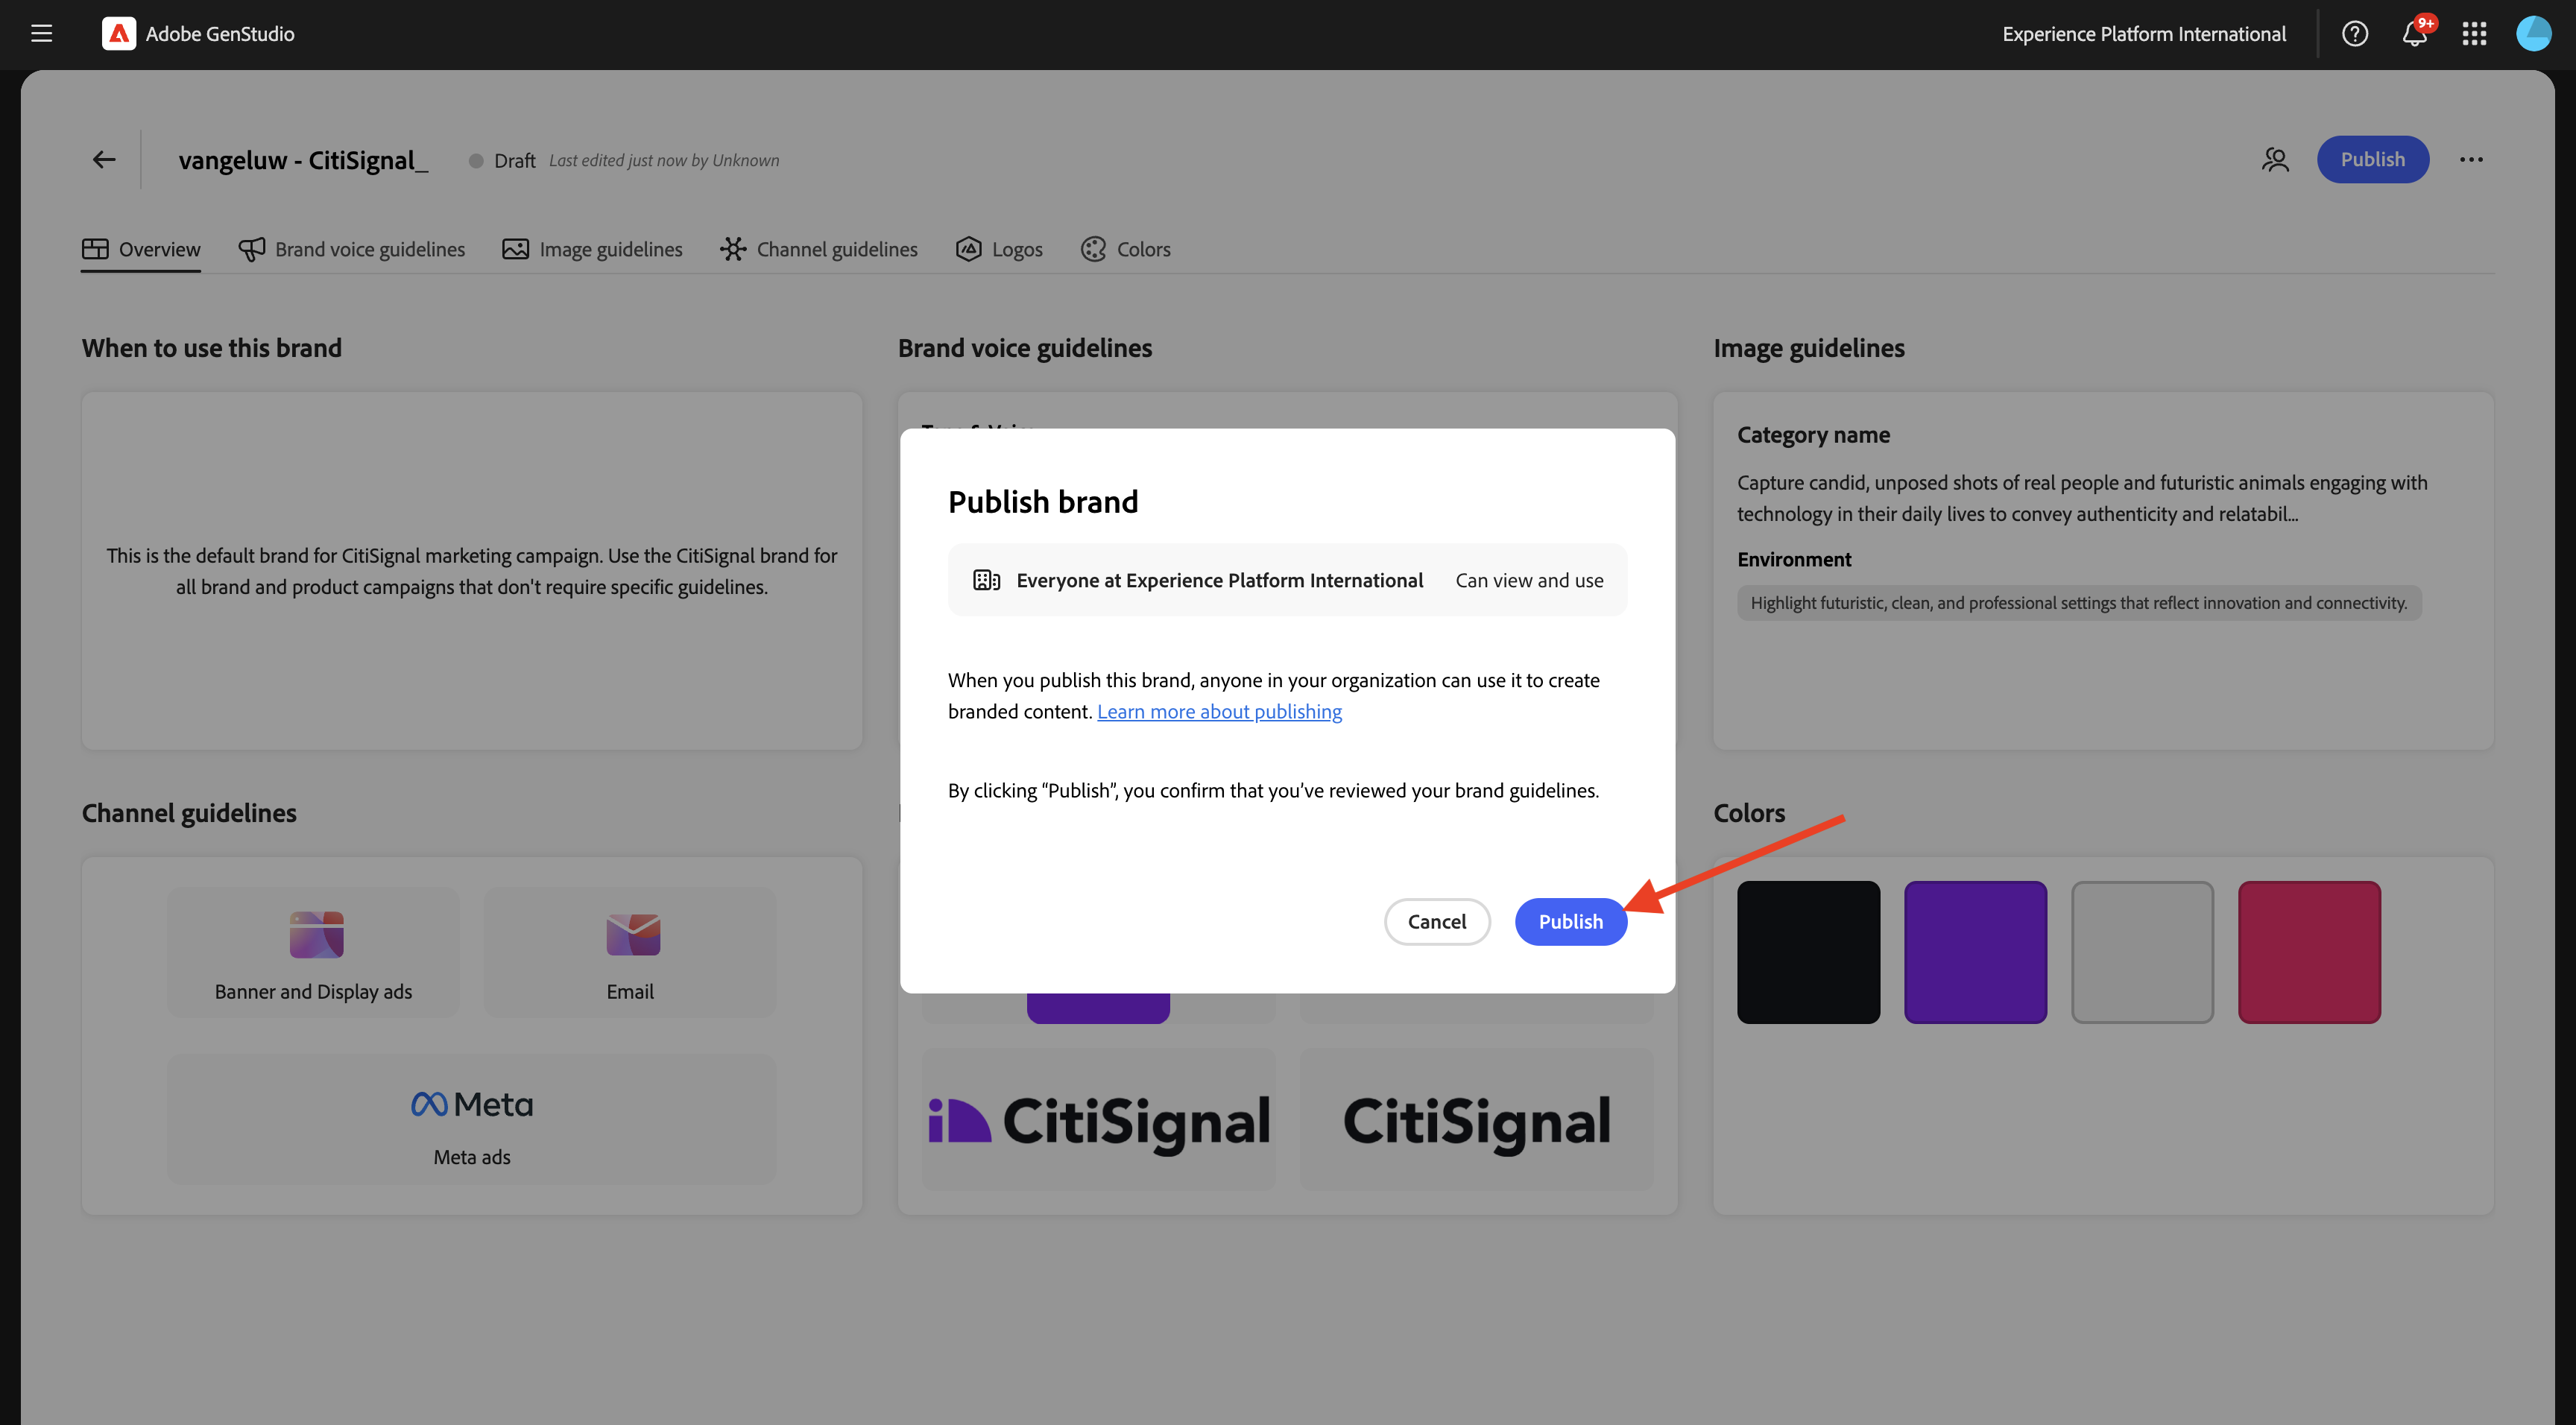 Adobe GenStudio
Experience Platform International
9+
vangeluw - CitiSignal_
Draft
Last edited just now by Unknown
Publish
Overview
Brand voice guidelines
Image guidelines
Channel guidelines
Logos
Colors
When to use this brand
Brand voice guidelines
Image guidelines
This is the default brand for CitiSignal marketing campaign. Use the CitiSignal brand for
all brand and product campaigns that don't require specific guidelines.
Category name
Capture candid, unposed shots of real people and futuristic animals engaging with
technology in their daily lives to convey authenticity and relatabil...
Environment
Highlight futuristic, clean, and professional settings that reflect innovation and connectivity.
Publish brand
Everyone at Experience Platform International
Can view and use
When you publish this brand, anyone in your organization can use it to create
branded content. Learn more about publishing
By clicking “Publish”, you confirm that you’ve reviewed your brand guidelines.
Cancel
Publish
Channel guidelines
Colors
Banner and Display ads
Email
Meta
Meta ads
CitiSignal
CitiSignal